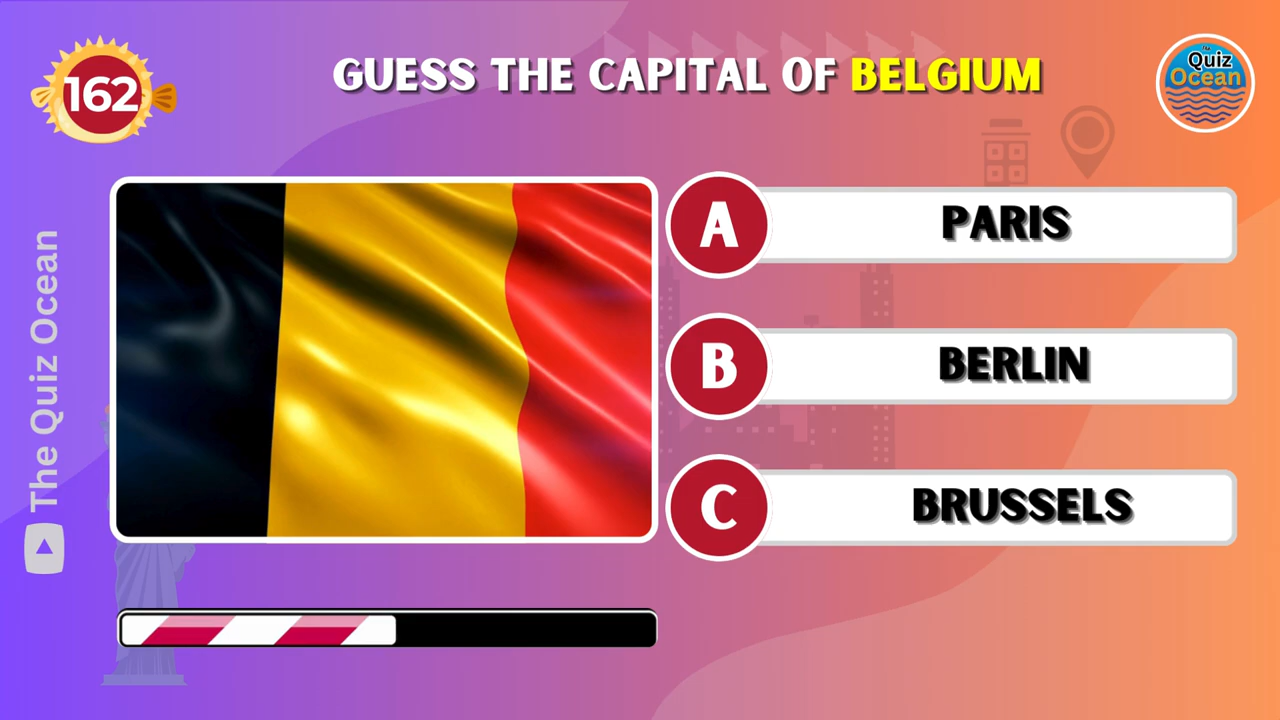 162
GUESS THE CAPITAL OF BELGIUM
The Quiz Ocean
A PARIS
B BERLIN
C BRUSSELS
The Quiz Ocean